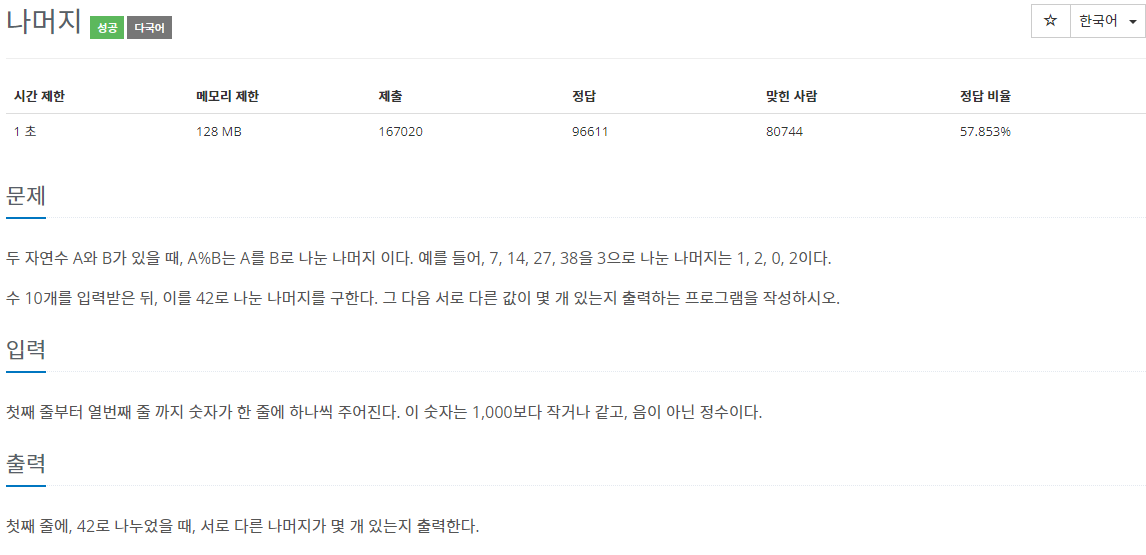 나머지 성공 다국어 ☆ 한국어
시간 제한 메모리 제한 제출 정답 맞힌 사람 정답 비율
1 초 128 MB 167020 96611 80744 57.853%
문제
두 자연수 A와 B가 있을 때, A%B는 A를 B로 나눈 나머지 이다. 예를 들어, 7, 14, 27, 38을 3으로 나눈 나머지는 1, 2, 0, 2이다.
수 10개를 입력받은 뒤, 이를 42로 나눈 나머지를 구한다. 그 다음 서로 다른 값이 몇 개 있는지 출력하는 프로그램을 작성하시오.
입력
첫째 줄부터 열번째 줄 까지 숫자가 한 줄에 하나씩 주어진다. 이 숫자는 1,000보다 작거나 같고, 음이 아닌 정수이다.
출력
첫째 줄에, 42로 나누었을 때, 서로 다른 나머지가 몇 개 있는지 출력한다.